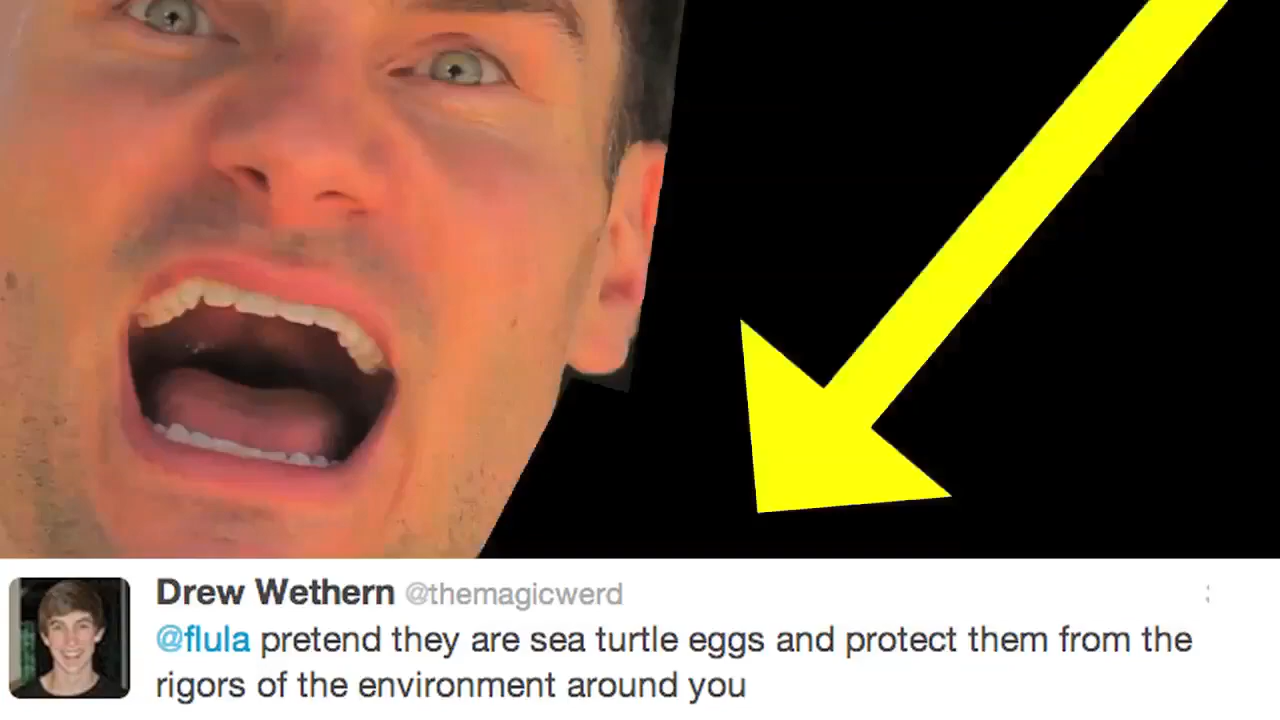 Drew Wethern @themagicwerd
@flula pretend they are sea turtle eggs and protect them from the
rigors of the environment around you